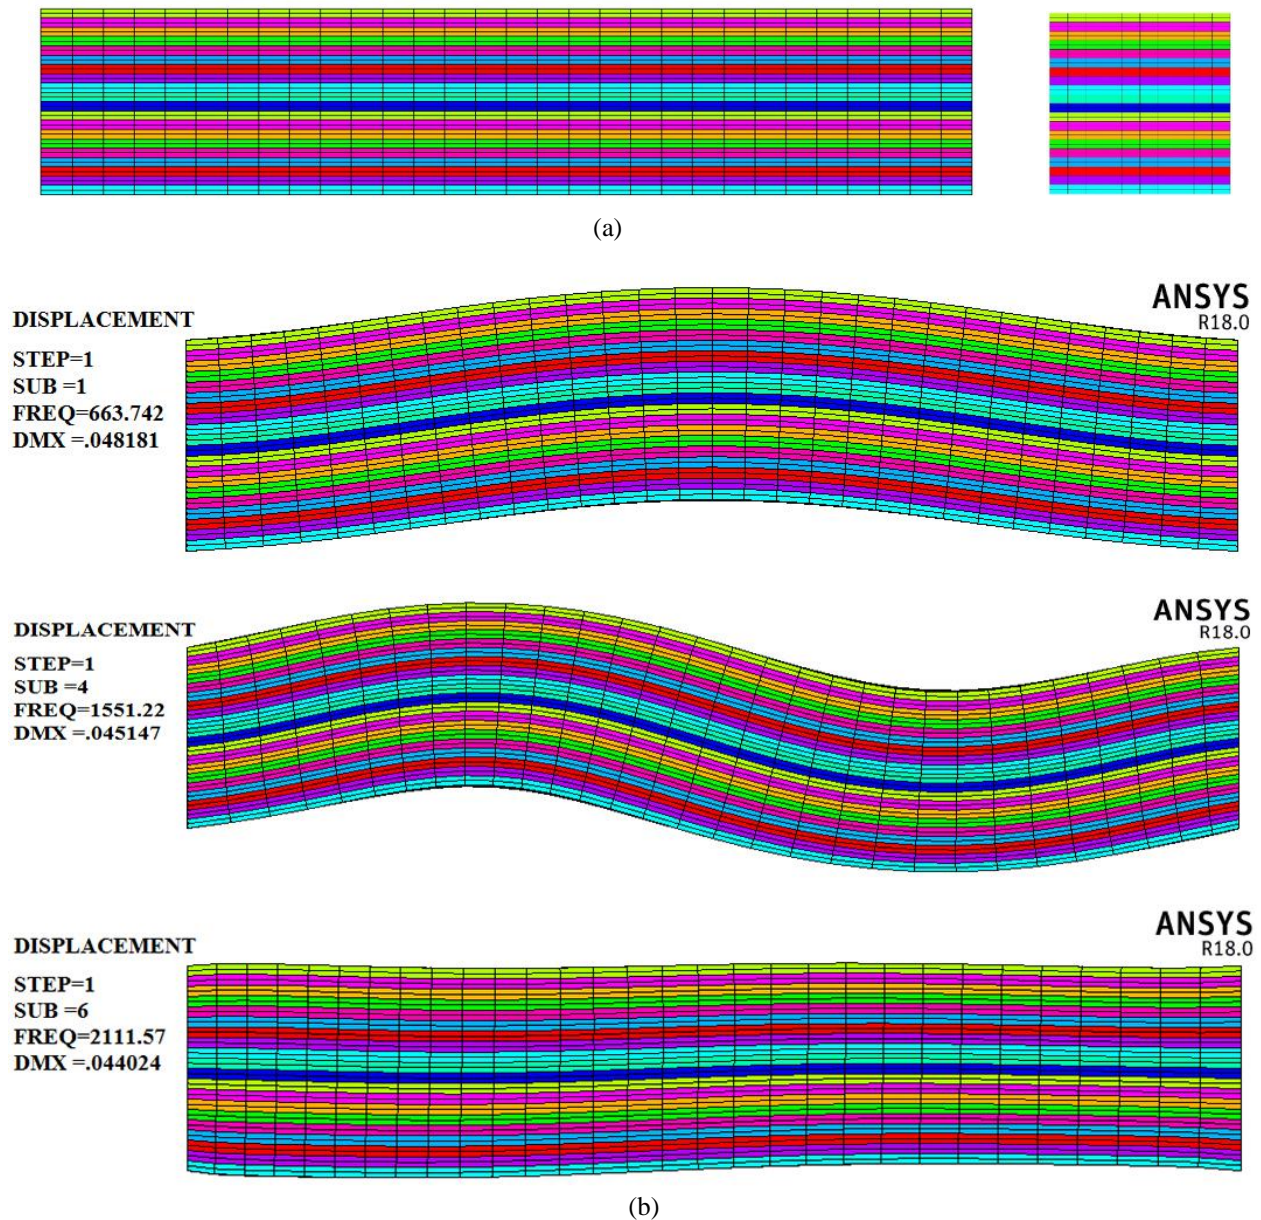 (a)
ANSYS
R18.0
DISPLACEMENT
STEP=1
SUB =1
FREQ=663.742
DMX =.048181
ANSYS
R18.0
DISPLACEMENT
STEP=1
SUB =4
FREQ=1551.22
DMX =.045147
ANSYS
R18.0
DISPLACEMENT
STEP=1
SUB =6
FREQ=2111.57
DMX =.044024
(b)